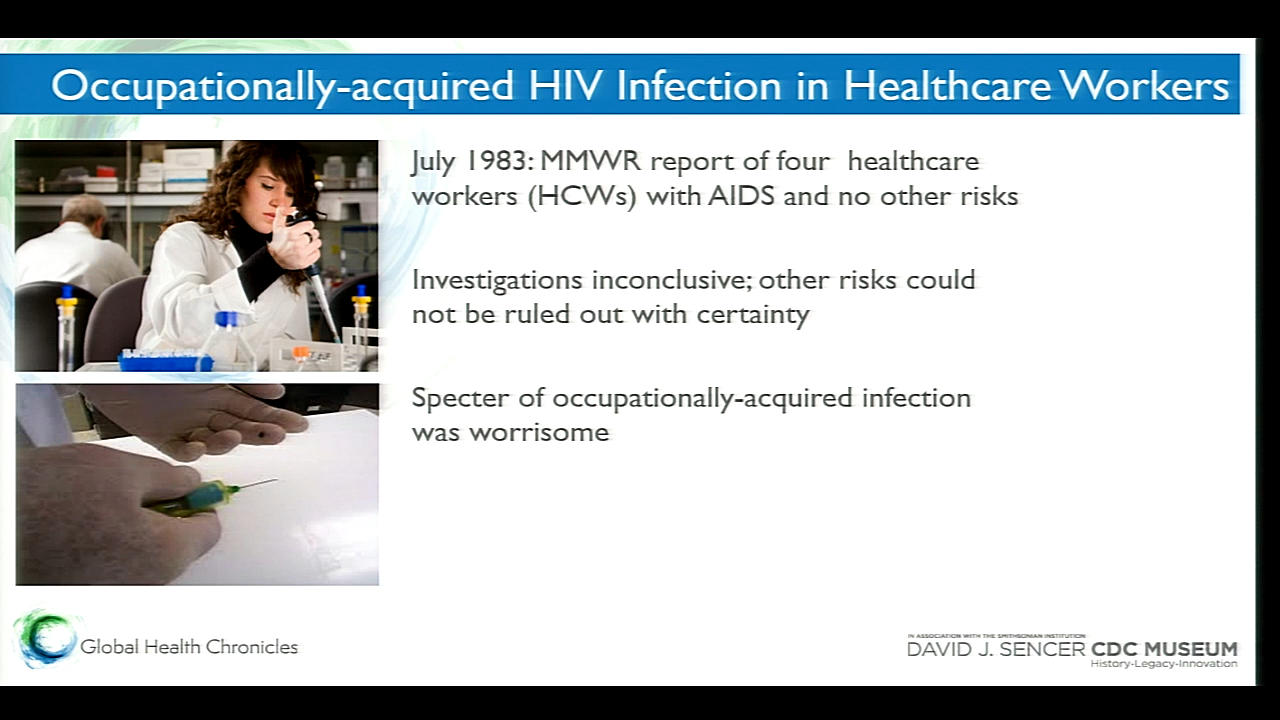 Occupationally-acquired HIV Infection in Healthcare Workers
July 1983: MMWR report of four healthcare
workers (HCWs) with AIDS and no other risks
Investigations inconclusive; other risks could
not be ruled out with certainty
Specter of occupationally-acquired infection
was worrisome
Global Health Chronicles
IN ASSOCIATION WITH THE SMITHSONIAN INSTITUTION
DAVID J. SENCER CDC MUSEUM
History-Legacy-Innovation